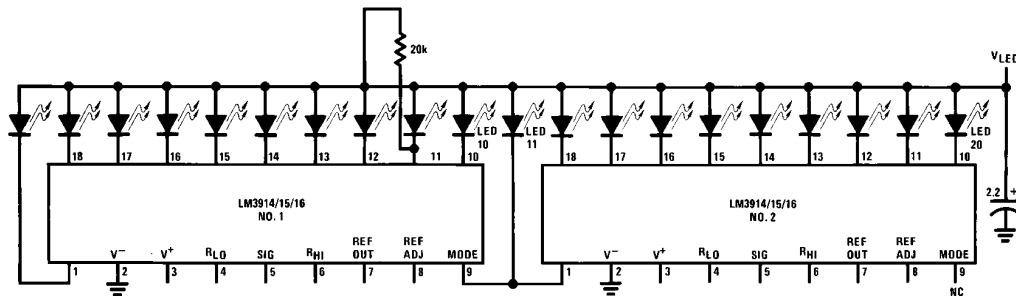 20k
V LED
LED 10
LED 11
LED 20
18 17 16 15 14 13 12 11 10
18 17 16 15 14 13 12 11 10
LM3914/15/16
NO. 1
LM3914/15/16
NO. 2
2.2 +
V⁻ V⁺ RLO SIG RHI REF OUT REF ADJ MODE
V⁻ V⁺ RLO SIG RHI REF OUT REF ADJ MODE
1 2 3 4 5 6 7 8 9
1 2 3 4 5 6 7 8 9
NC